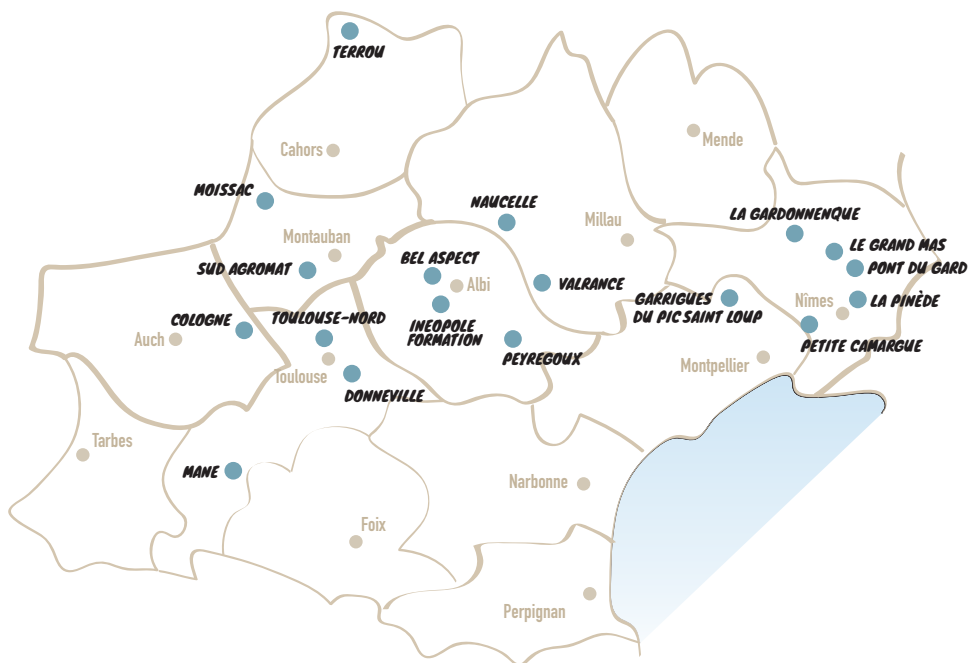 TERROU
Cahors
Mende
MOISSAC
NAUCELLE
Millau
LA GARDONNENQUE
Montauban
LE GRAND MAS
BEL ASPECT
SUD AGROMAT
PONT DU GARD
Albi
VALRANCE
GARRIGUES
DU PIC SAINT LOUP
Nîmes
LA PINÈDE
COLOGNE
TOULOUSE-NORD
INEOPOLE
FORMATION
Auch
PEYREGOUX
PETITE CAMARGUE
Montpellier
Toulouse
DONNEVILLE
Tarbes
MANE
Narbonne
Foix
Perpignan